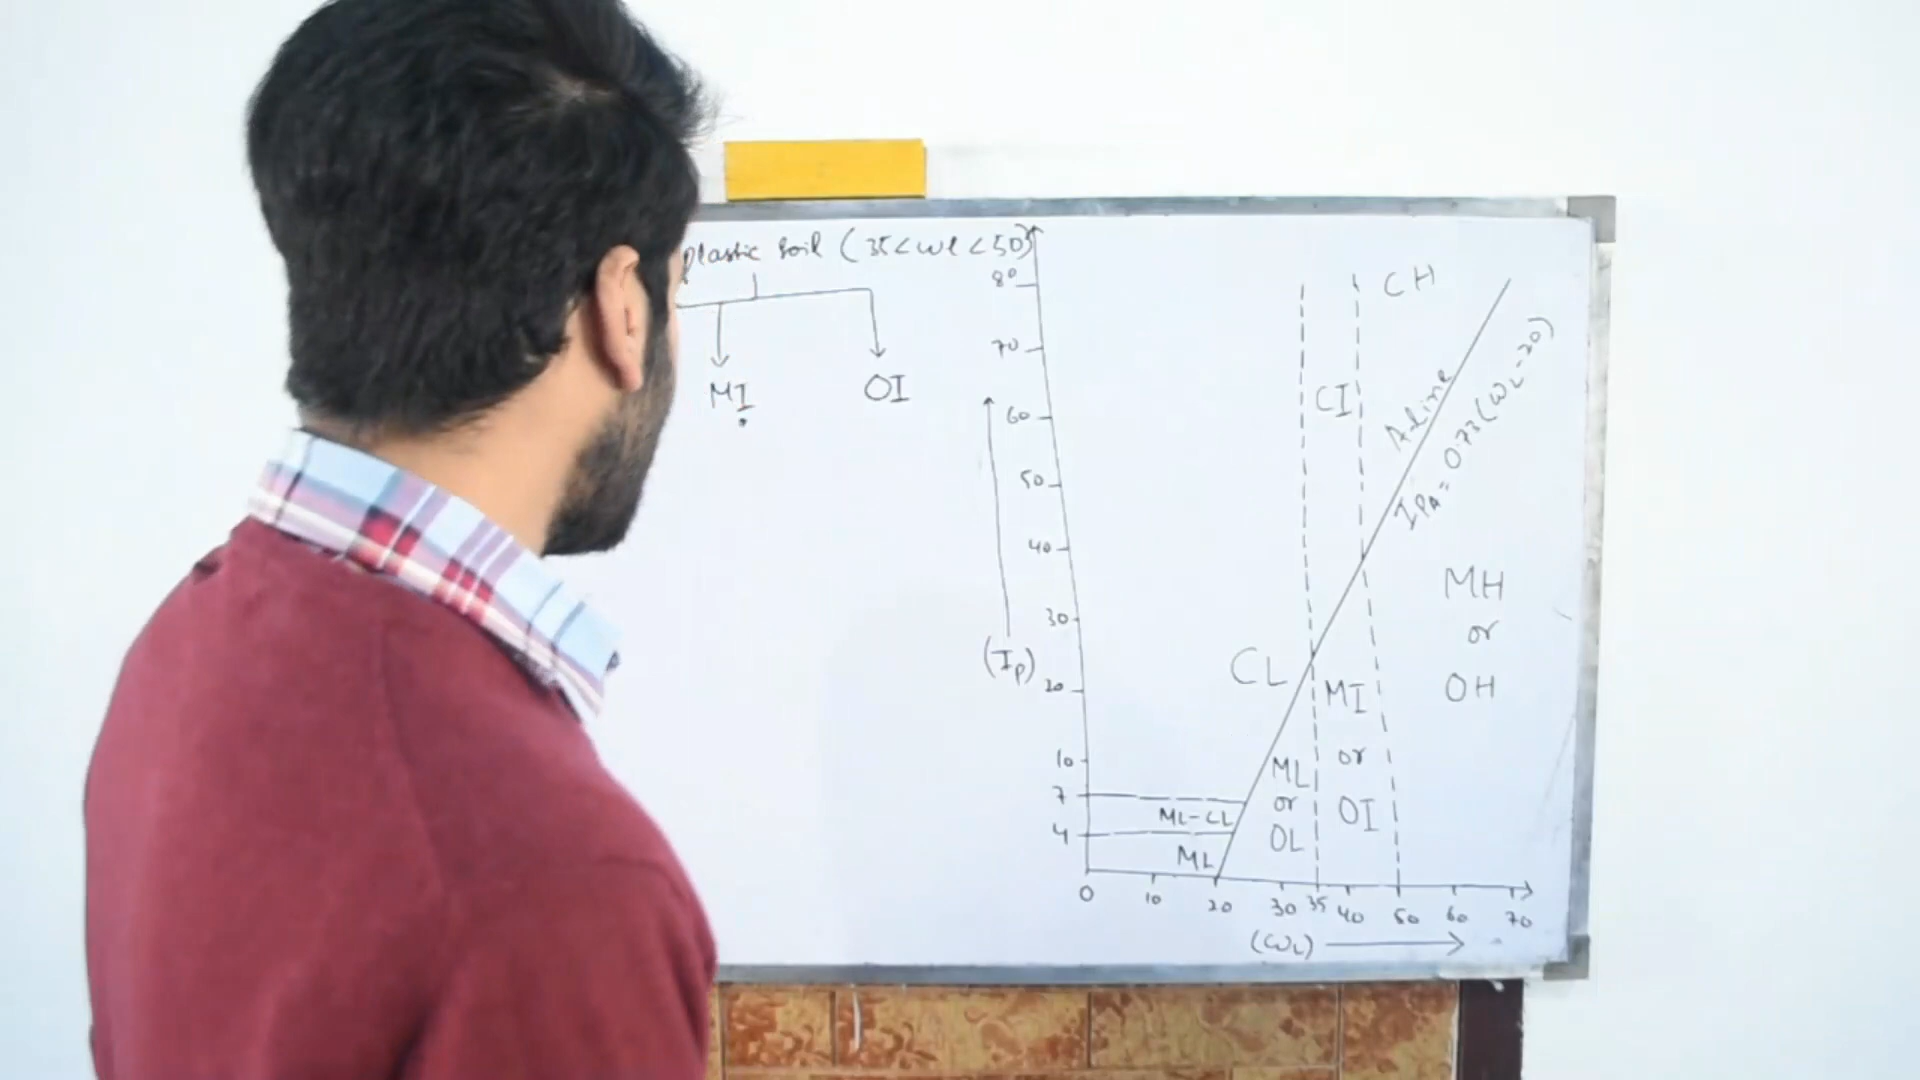 plastic soil (35<wl<50)
MI
OI
80
70
60
50
40
30
20
10
7
4
(Ip)
CH
CI
A-line
IPA = 0.73(WL-20)
MH
or
OH
CL
MI
or
OI
ML
or
OL
ML-CL
ML
0 10 20 30 35 40 50 60 70
(WL)